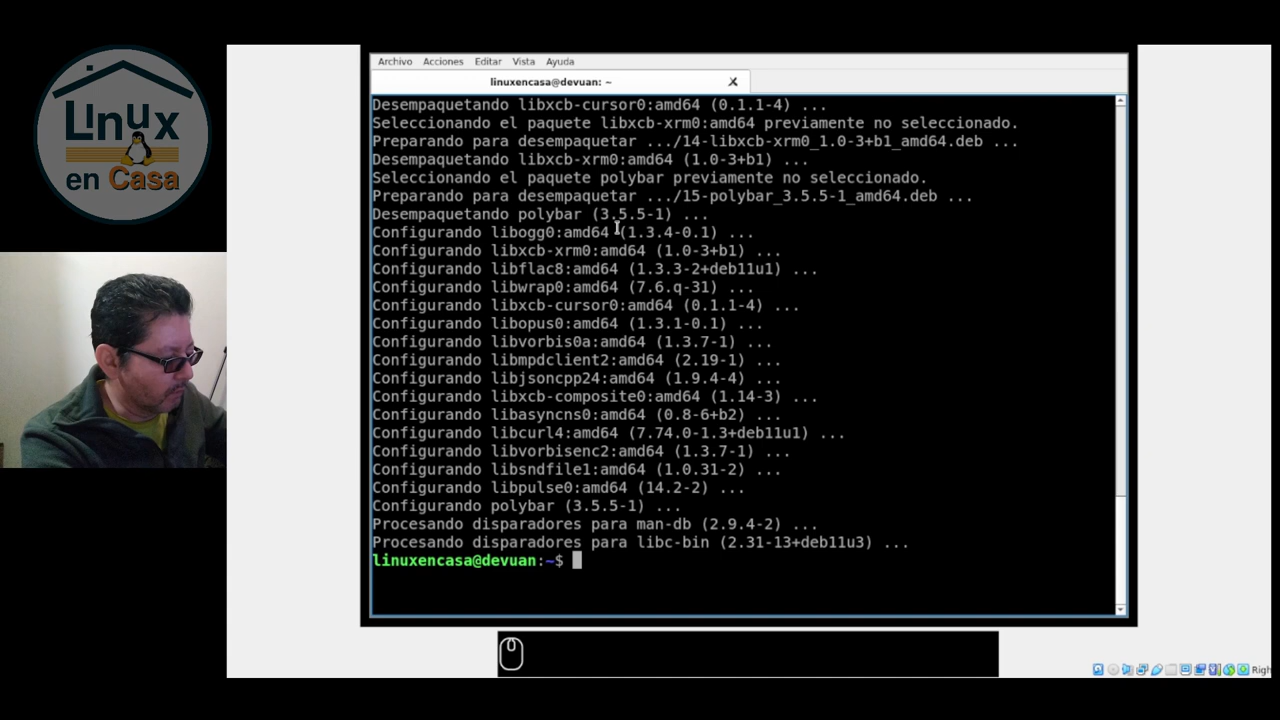 Linux
en Casa
Archivo Acciones Editar Vista Ayuda
linuxencasa@devuan: ~ X
Desempaquetando libxcb-cursor0:amd64 (0.1.1-4) ...
Seleccionando el paquete libxcb-xrm0:amd64 previamente no seleccionado.
Preparando para desempaquetar .../14-libxcb-xrm0_1.0-3+b1_amd64.deb ...
Desempaquetando libxcb-xrm0:amd64 (1.0-3+b1) ...
Seleccionando el paquete polybar previamente no seleccionado.
Preparando para desempaquetar .../15-polybar_3.5.5-1_amd64.deb ...
Desempaquetando polybar (3.5.5-1) ...
Configurando libogg0:amd64 (1.3.4-0.1) ...
Configurando libxcb-xrm0:amd64 (1.0-3+b1) ...
Configurando libflac8:amd64 (1.3.3-2+deb11u1) ...
Configurando libwrap0:amd64 (7.6.q-31) ...
Configurando libxcb-cursor0:amd64 (0.1.1-4) ...
Configurando libopus0:amd64 (1.3.1-0.1) ...
Configurando libvorbis0a:amd64 (1.3.7-1) ...
Configurando libmpdclient2:amd64 (2.19-1) ...
Configurando libjsoncpp24:amd64 (1.9.4-4) ...
Configurando libxcb-composite0:amd64 (1.14-3) ...
Configurando libasyncns0:amd64 (0.8-6+b2) ...
Configurando libcurl4:amd64 (7.74.0-1.3+deb11u1) ...
Configurando libvorbisenc2:amd64 (1.3.7-1) ...
Configurando libsndfile1:amd64 (1.0.31-2) ...
Configurando libpulse0:amd64 (14.2-2) ...
Configurando polybar (3.5.5-1) ...
Procesando disparadores para man-db (2.9.4-2) ...
Procesando disparadores para libc-bin (2.31-13+deb11u3) ...
linuxencasa@devuan:~$
Righ